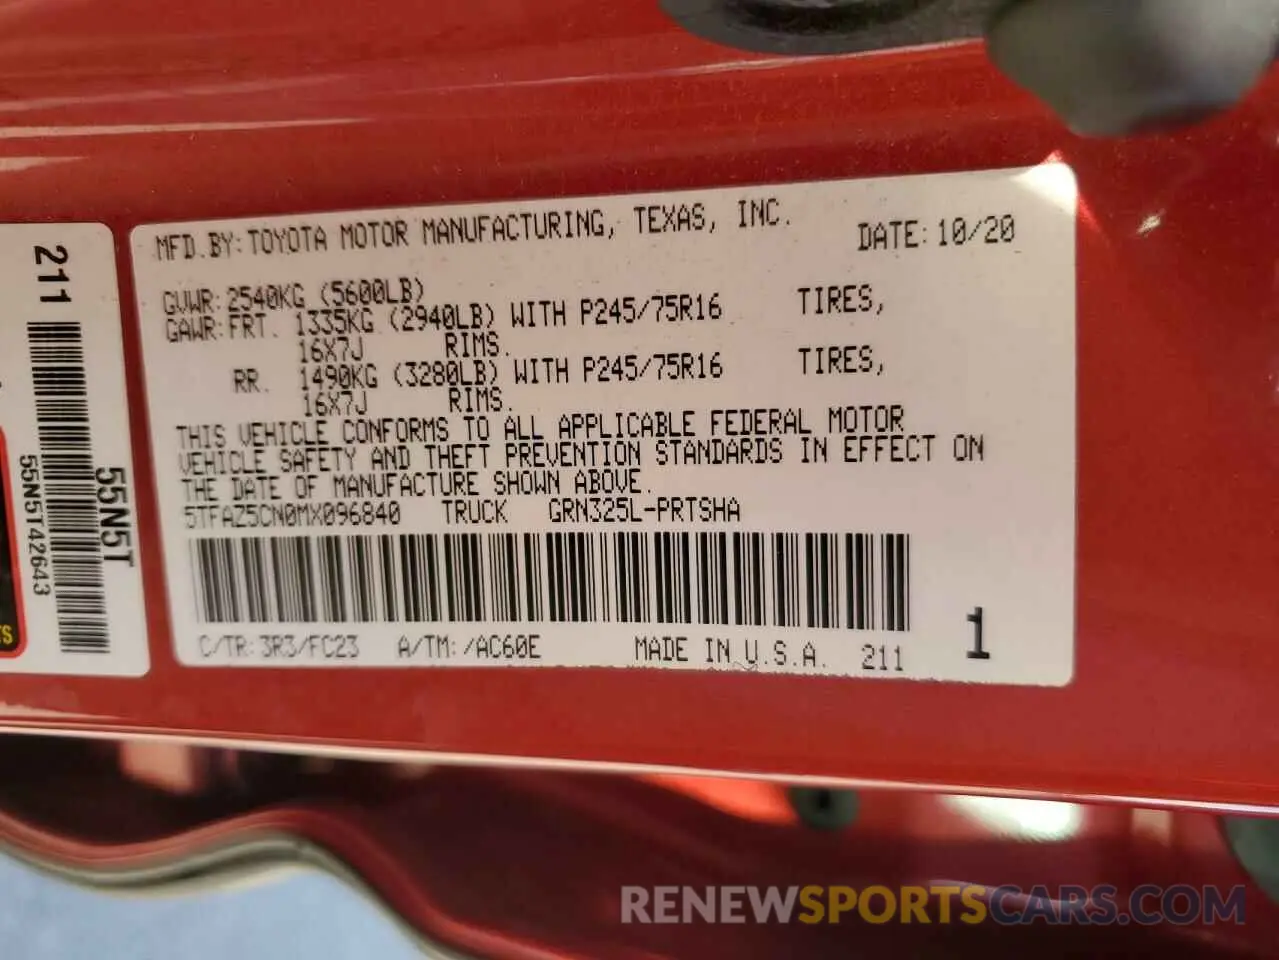 MFD.BY: TOYOTA MOTOR MANUFACTURING, TEXAS, INC.
DATE: 10/20
GVWR: 2540KG (5600LB)
GAWR: FRT. 1335KG (2940LB) WITH P245/75R16 TIRES,
16X7J RIMS.
RR. 1490KG (3280LB) WITH P245/75R16 TIRES,
16X7J RIMS.
THIS VEHICLE CONFORMS TO ALL APPLICABLE FEDERAL MOTOR
VEHICLE SAFETY AND THEFT PREVENTION STANDARDS IN EFFECT ON
THE DATE OF MANUFACTURE SHOWN ABOVE.
5TFAZ5CN0MX096840 TRUCK GRN325L-PRTSHA
C/TR: 3R3/FC23 A/TM: /AC60E MADE IN U.S.A. 211
1
211
55N5T
55N5T42643
TS
RENEWSPORTSCARS.COM